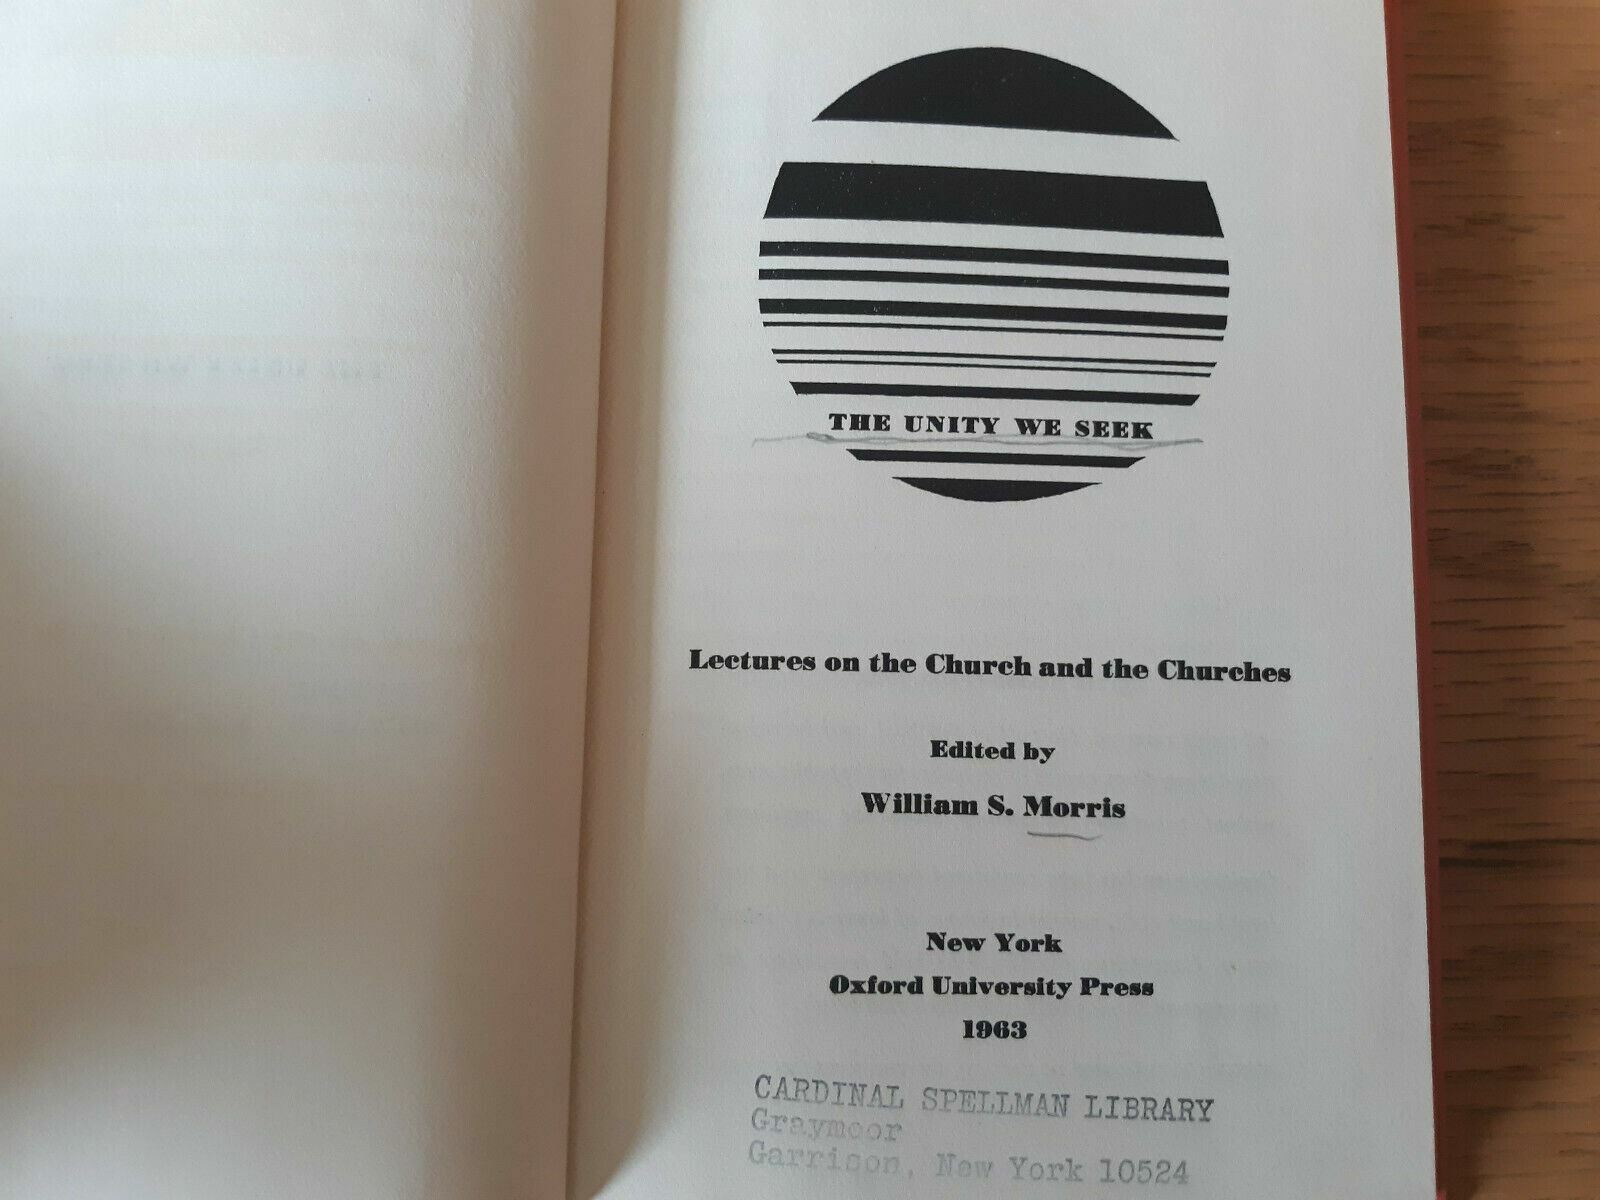 THE UNITY WE SEEK
Lectures on the Church and the Churches
Edited by
William S. Morris
New York
Oxford University Press
1963
CARDINAL SPELLMAN LIBRARY
Graymoor
Garrison, New York 10524